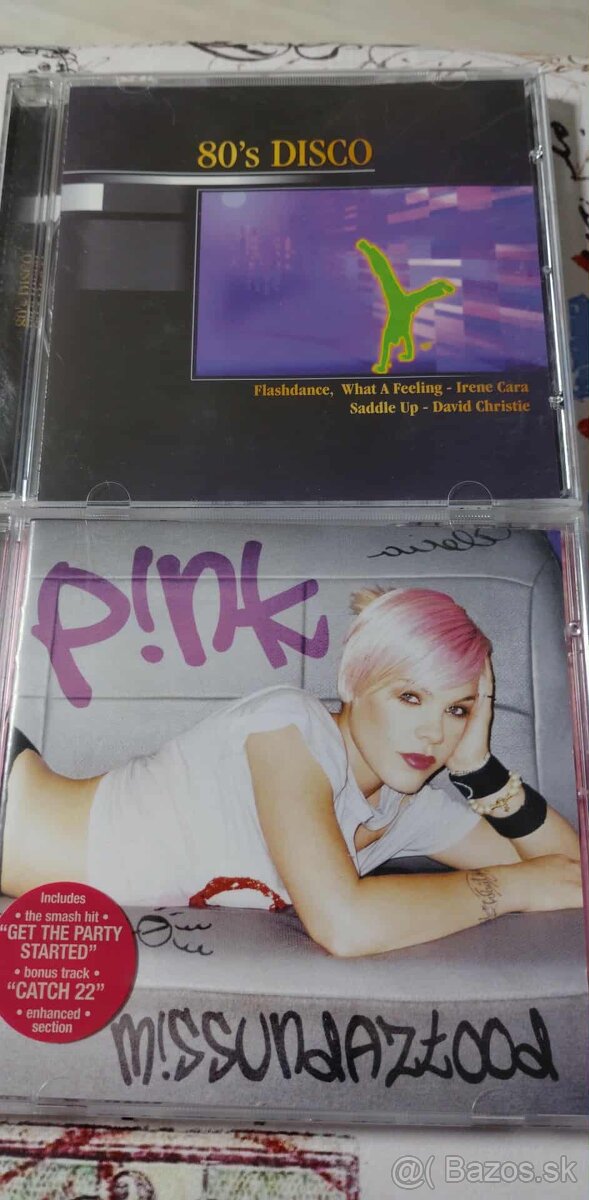 80's DISCO
80's DISCO
Flashdance, What A Feeling - Irene Cara
Saddle Up - David Christie
P!nk
Includes
• the smash hit •
"GET THE PARTY
STARTED"
• bonus track •
"CATCH 22"
• enhanced
section
m!ssundaztood
@( Bazos.sk